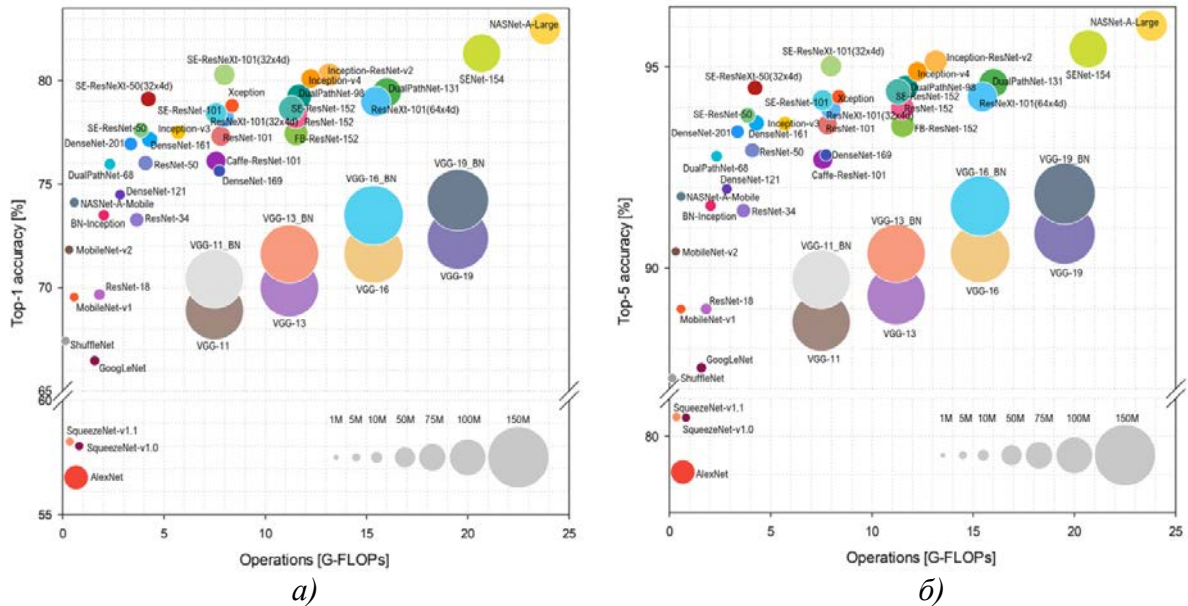 NASNet-A-Large
SE-ResNeXt-101(32x4d)
Inception-ResNet-v2
SENet-154
80
SE-ResNeXt-50(32x4d)
Inception-v4
DualPathNet-98
DualPathNet-131
Xception
SE-ResNet-152
SE-ResNet-101
ResNeXt-101(64x4d)
ResNeXt-101(32x4d)
ResNet-152
SE-ResNet-50
Inception-v3
ResNet-101
FB-ResNet-152
DenseNet-201
DenseNet-161
DualPathNet-68
ResNet-50
Caffe-ResNet-101
VGG-19_BN
DenseNet-169
VGG-16_BN
75
DenseNet-121
NASNet-A-Mobile
BN-Inception
ResNet-34
VGG-13_BN
MobileNet-v2
VGG-11_BN
VGG-19
70
ResNet-18
VGG-16
MobileNet-v1
VGG-13
ShuffleNet
VGG-11
GoogLeNet
65
60
1M 5M 10M 50M 75M 100M 150M
SqueezeNet-v1.1
SqueezeNet-v1.0
AlexNet
55
0 5 10 15 20 25
Top-1 accuracy [%]
Operations [G-FLOPs]
а)
NASNet-A-Large
SE-ResNeXt-101(32x4d)
Inception-ResNet-v2
SENet-154
95
Inception-v4
SE-ResNeXt-50(32x4d)
DualPathNet-131
DualPathNet-98
SE-ResNet-152
Xception
SE-ResNet-101
ResNeXt-101(64x4d)
ResNet-152
SE-ResNet-50
ResNeXt-101(32x4d)
Inception-v3
ResNet-101
DenseNet-201
DenseNet-161
FB-ResNet-152
ResNet-50
DenseNet-169
DualPathNet-68
Caffe-ResNet-101
VGG-19_BN
DenseNet-121
VGG-16_BN
NASNet-A-Mobile
BN-Inception
ResNet-34
VGG-13_BN
MobileNet-v2
VGG-11_BN
90
VGG-19
VGG-16
ResNet-18
MobileNet-v1
VGG-13
VGG-11
GoogLeNet
ShuffleNet
1M 5M 10M 50M 75M 100M 150M
SqueezeNet-v1.1
SqueezeNet-v1.0
80
AlexNet
0 5 10 15 20 25
Top-5 accuracy [%]
Operations [G-FLOPs]
б)